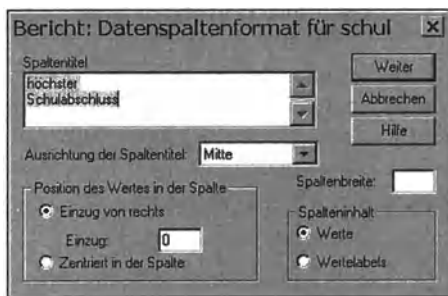 Bericht: Datenspaltenformat für schul
Spaltentitel
höchster
Schulabschluss
Weiter
Abbrechen
Hilfe
Ausrichtung der Spaltentitel: Mitte
Spaltenbreite:
Position des Wertes in der Spalte
Einzug von rechts
Einzug: 0
Zentriert in der Spalte
Spalteninhalt
Werte
Wertelabels